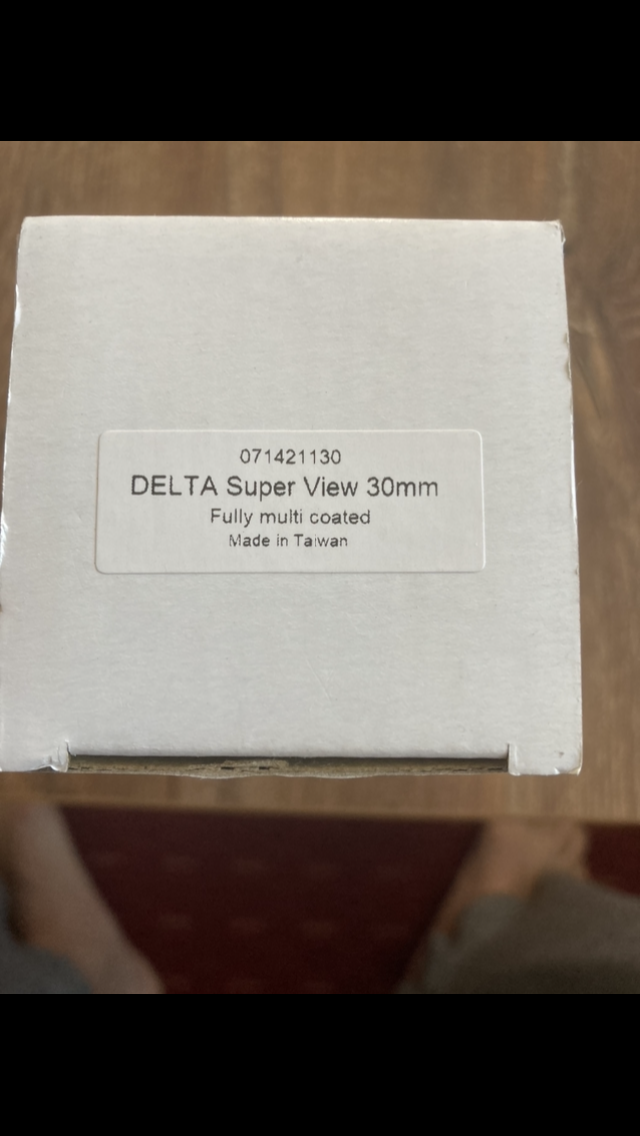 071421130
DELTA Super View 30mm
Fully multi coated
Made in Taiwan